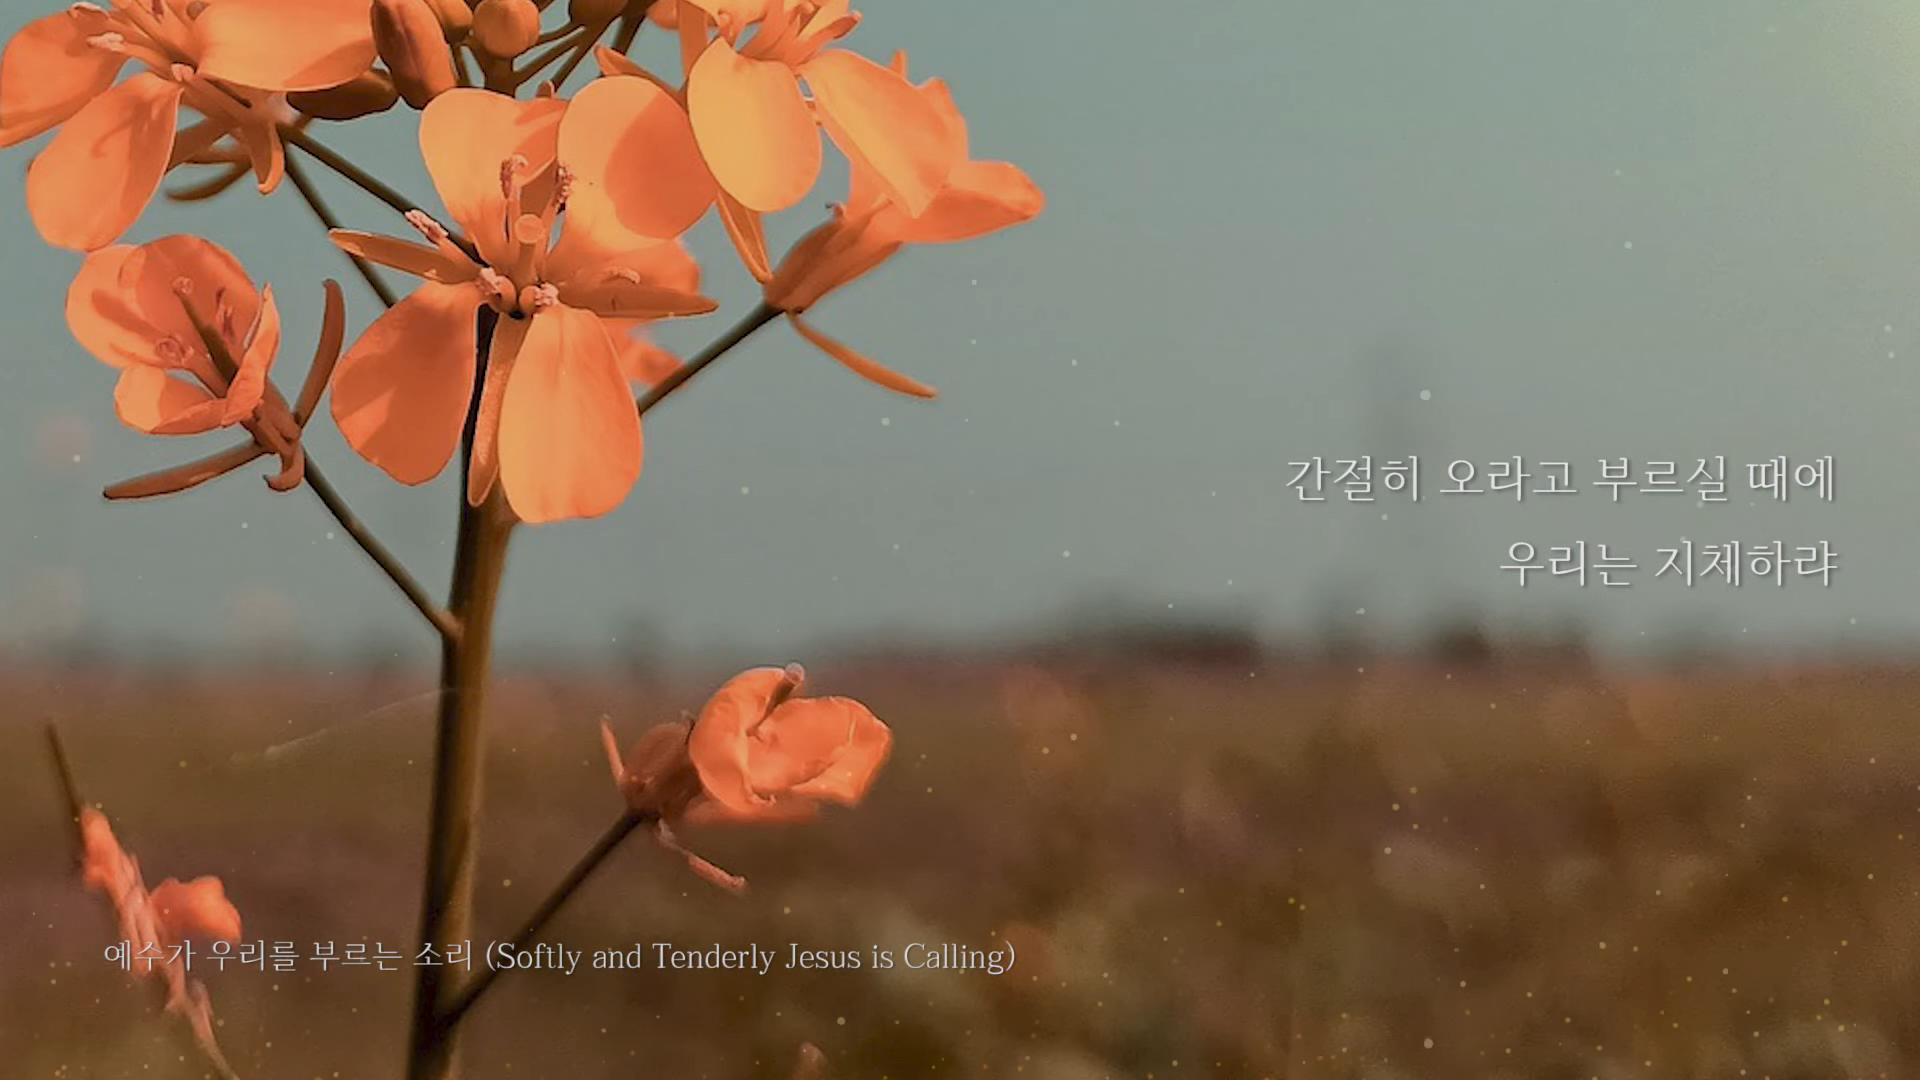 간절히 오라고 부르실 때에
우리는 지체하랴
예수가 우리를 부르는 소리 (Softly and Tenderly Jesus is Calling)